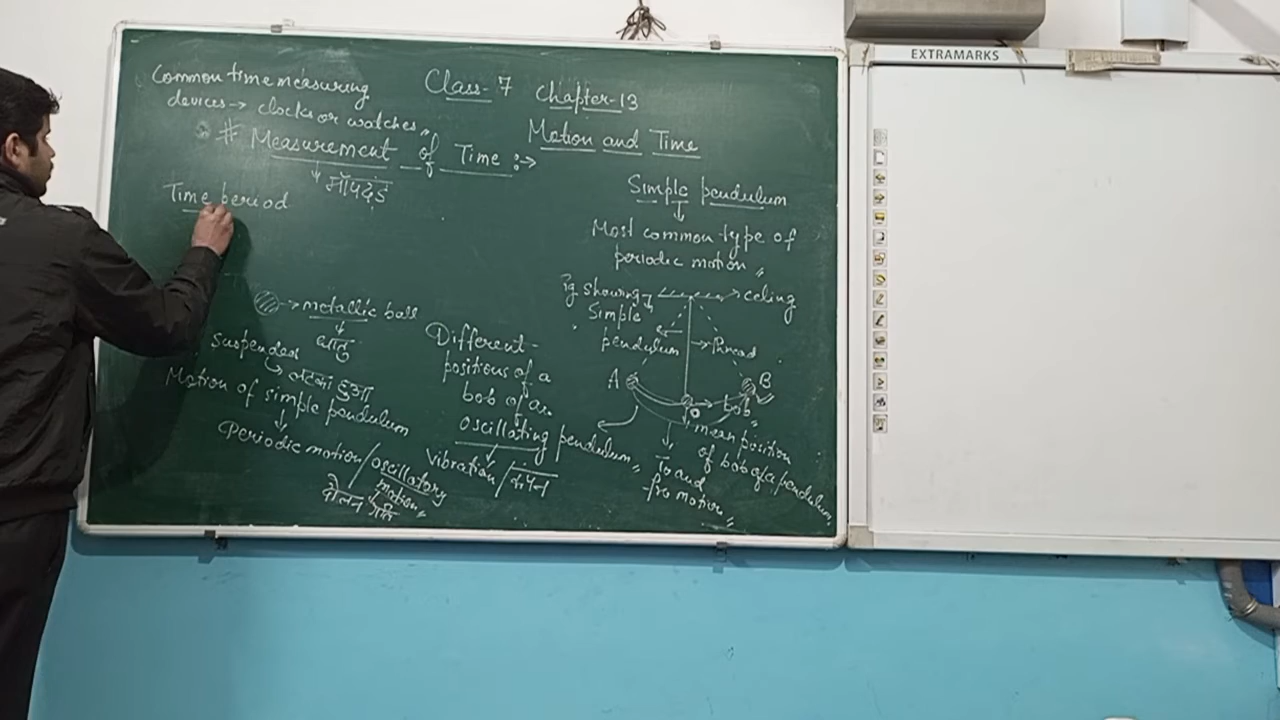 Common time measuring
devices → clocks or watches "
Class-7 Chapter-13
Motion and Time
# Measurement of Time :→
मॉपदंड
Time period
Simple pendulum
Most common type of
periodic motion "
ig showing
Simple
pendulum
celing
Thread
A
B
O
bob
mean position
of bob of a pendulum
To and
fro motion "
→ metallic ball
धातु
suspended
लटका हुआ
Motion of simple pendulum
Periodic motion/oscillatory
motion "
दोलन गति
Different
positions of a
bob of an
oscillating pendulum "
Vibration/कंपन
EXTRAMARKS